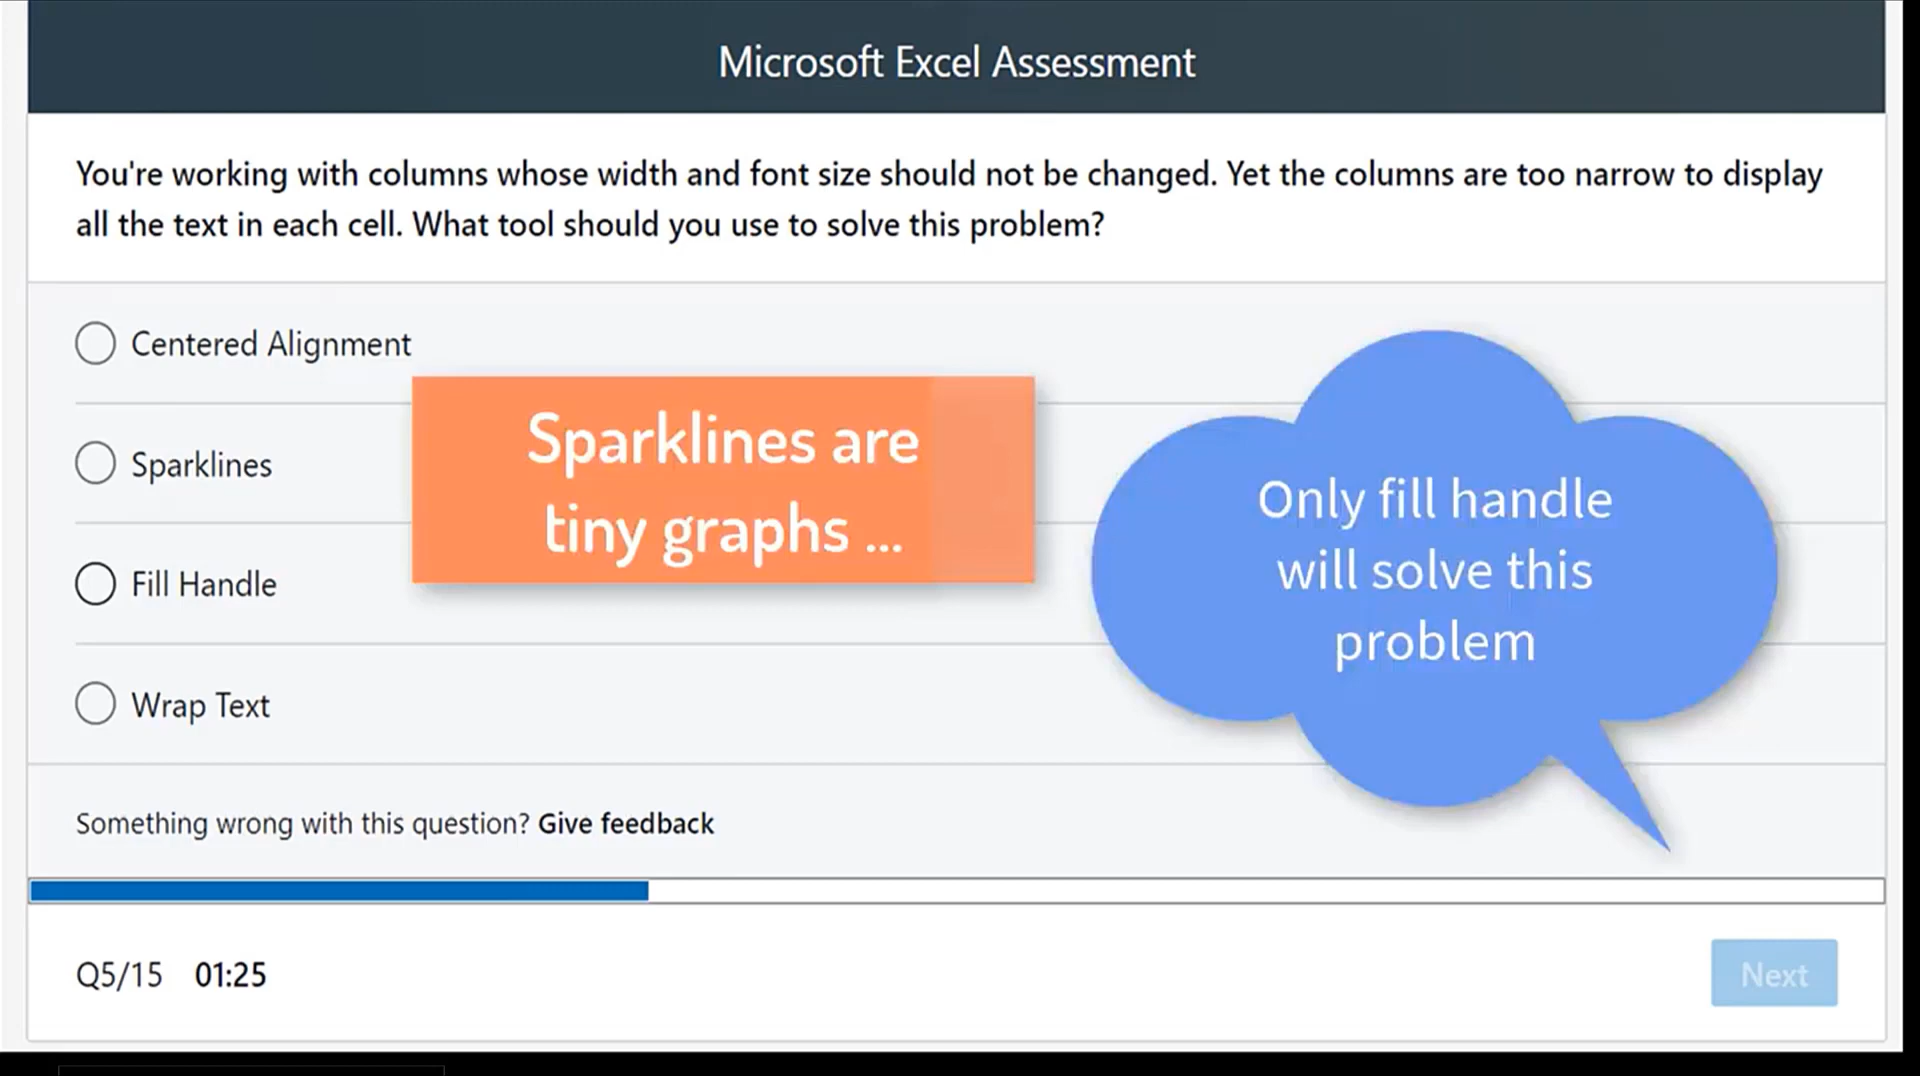 Microsoft Excel Assessment
You're working with columns whose width and font size should not be changed. Yet the columns are too narrow to display
all the text in each cell. What tool should you use to solve this problem?
Centered Alignment
Sparklines
Fill Handle
Wrap Text
Sparklines are
tiny graphs ...
Only fill handle
will solve this
problem
Something wrong with this question? Give feedback
Q5/15 01:25
Next